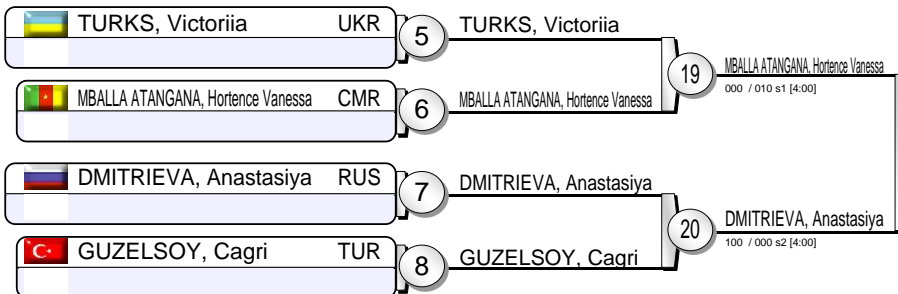 TURKS, Victoriia UKR
5
TURKS, Victoriia
19
MBALLA ATANGANA, Hortence Vanessa
000 / 010 s1 [4:00]
MBALLA ATANGANA, Hortence Vanessa CMR
6
MBALLA ATANGANA, Hortence Vanessa
DMITRIEVA, Anastasiya RUS
7
DMITRIEVA, Anastasiya
20
DMITRIEVA, Anastasiya
100 / 000 s2 [4:00]
GUZELSOY, Cagri TUR
8
GUZELSOY, Cagri